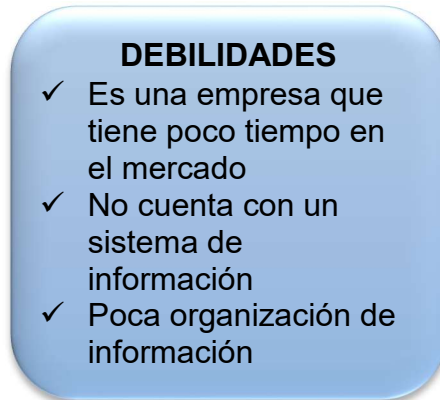 DEBILIDADES
✓ Es una empresa que
tiene poco tiempo en
el mercado
✓ No cuenta con un
sistema de
información
✓ Poca organización de
información